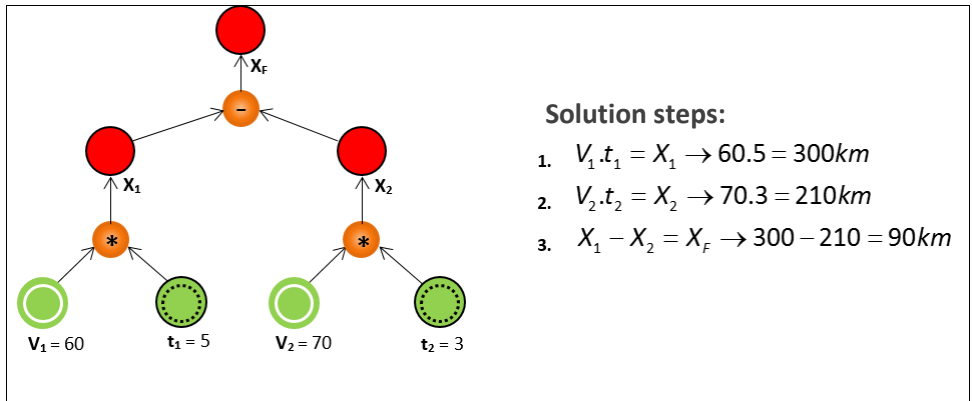 X_F
-
X₁
X₂
*
*
V₁ = 60
t₁ = 5
V₂ = 70
t₂ = 3
Solution steps:
1. V₁.t₁ = X₁ → 60.5 = 300km
2. V₂.t₂ = X₂ → 70.3 = 210km
3. X₁ − X₂ = X_F → 300 − 210 = 90km